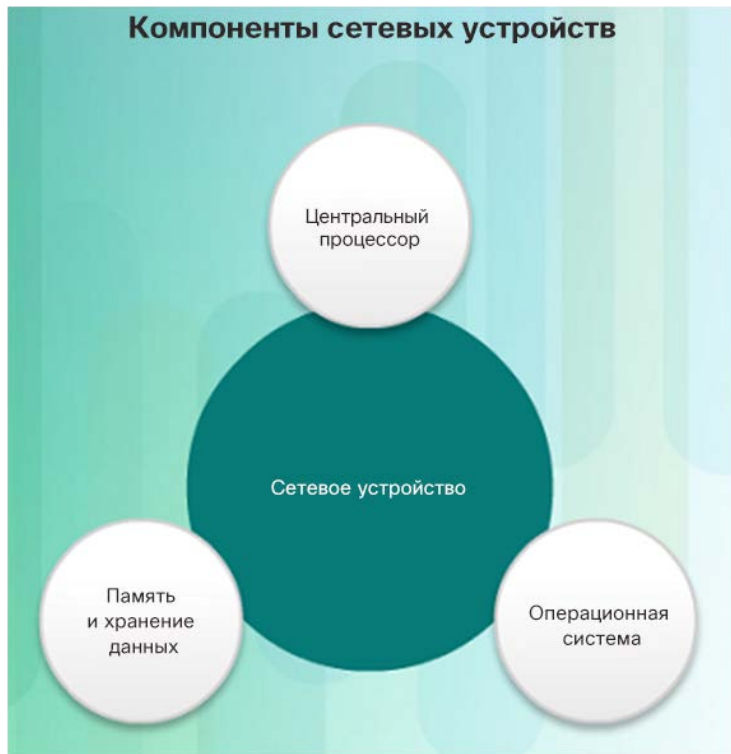 Компоненты сетевых устройств
Центральный
процессор
Сетевое устройство
Память
и хранение
данных
Операционная
система